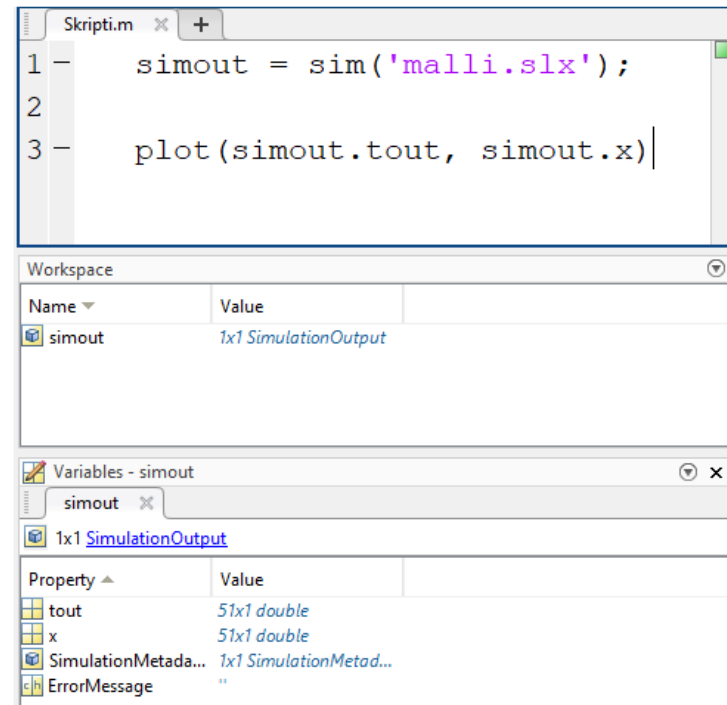 Skripti.m × +
1 − simout = sim('malli.slx');
2
3 − plot(simout.tout, simout.x)
Workspace
Name Value
simout 1x1 SimulationOutput
Variables - simout ×
simout ×
1x1 SimulationOutput
Property Value
tout 51x1 double
x 51x1 double
SimulationMetada... 1x1 SimulationMetad...
ch ErrorMessage ''